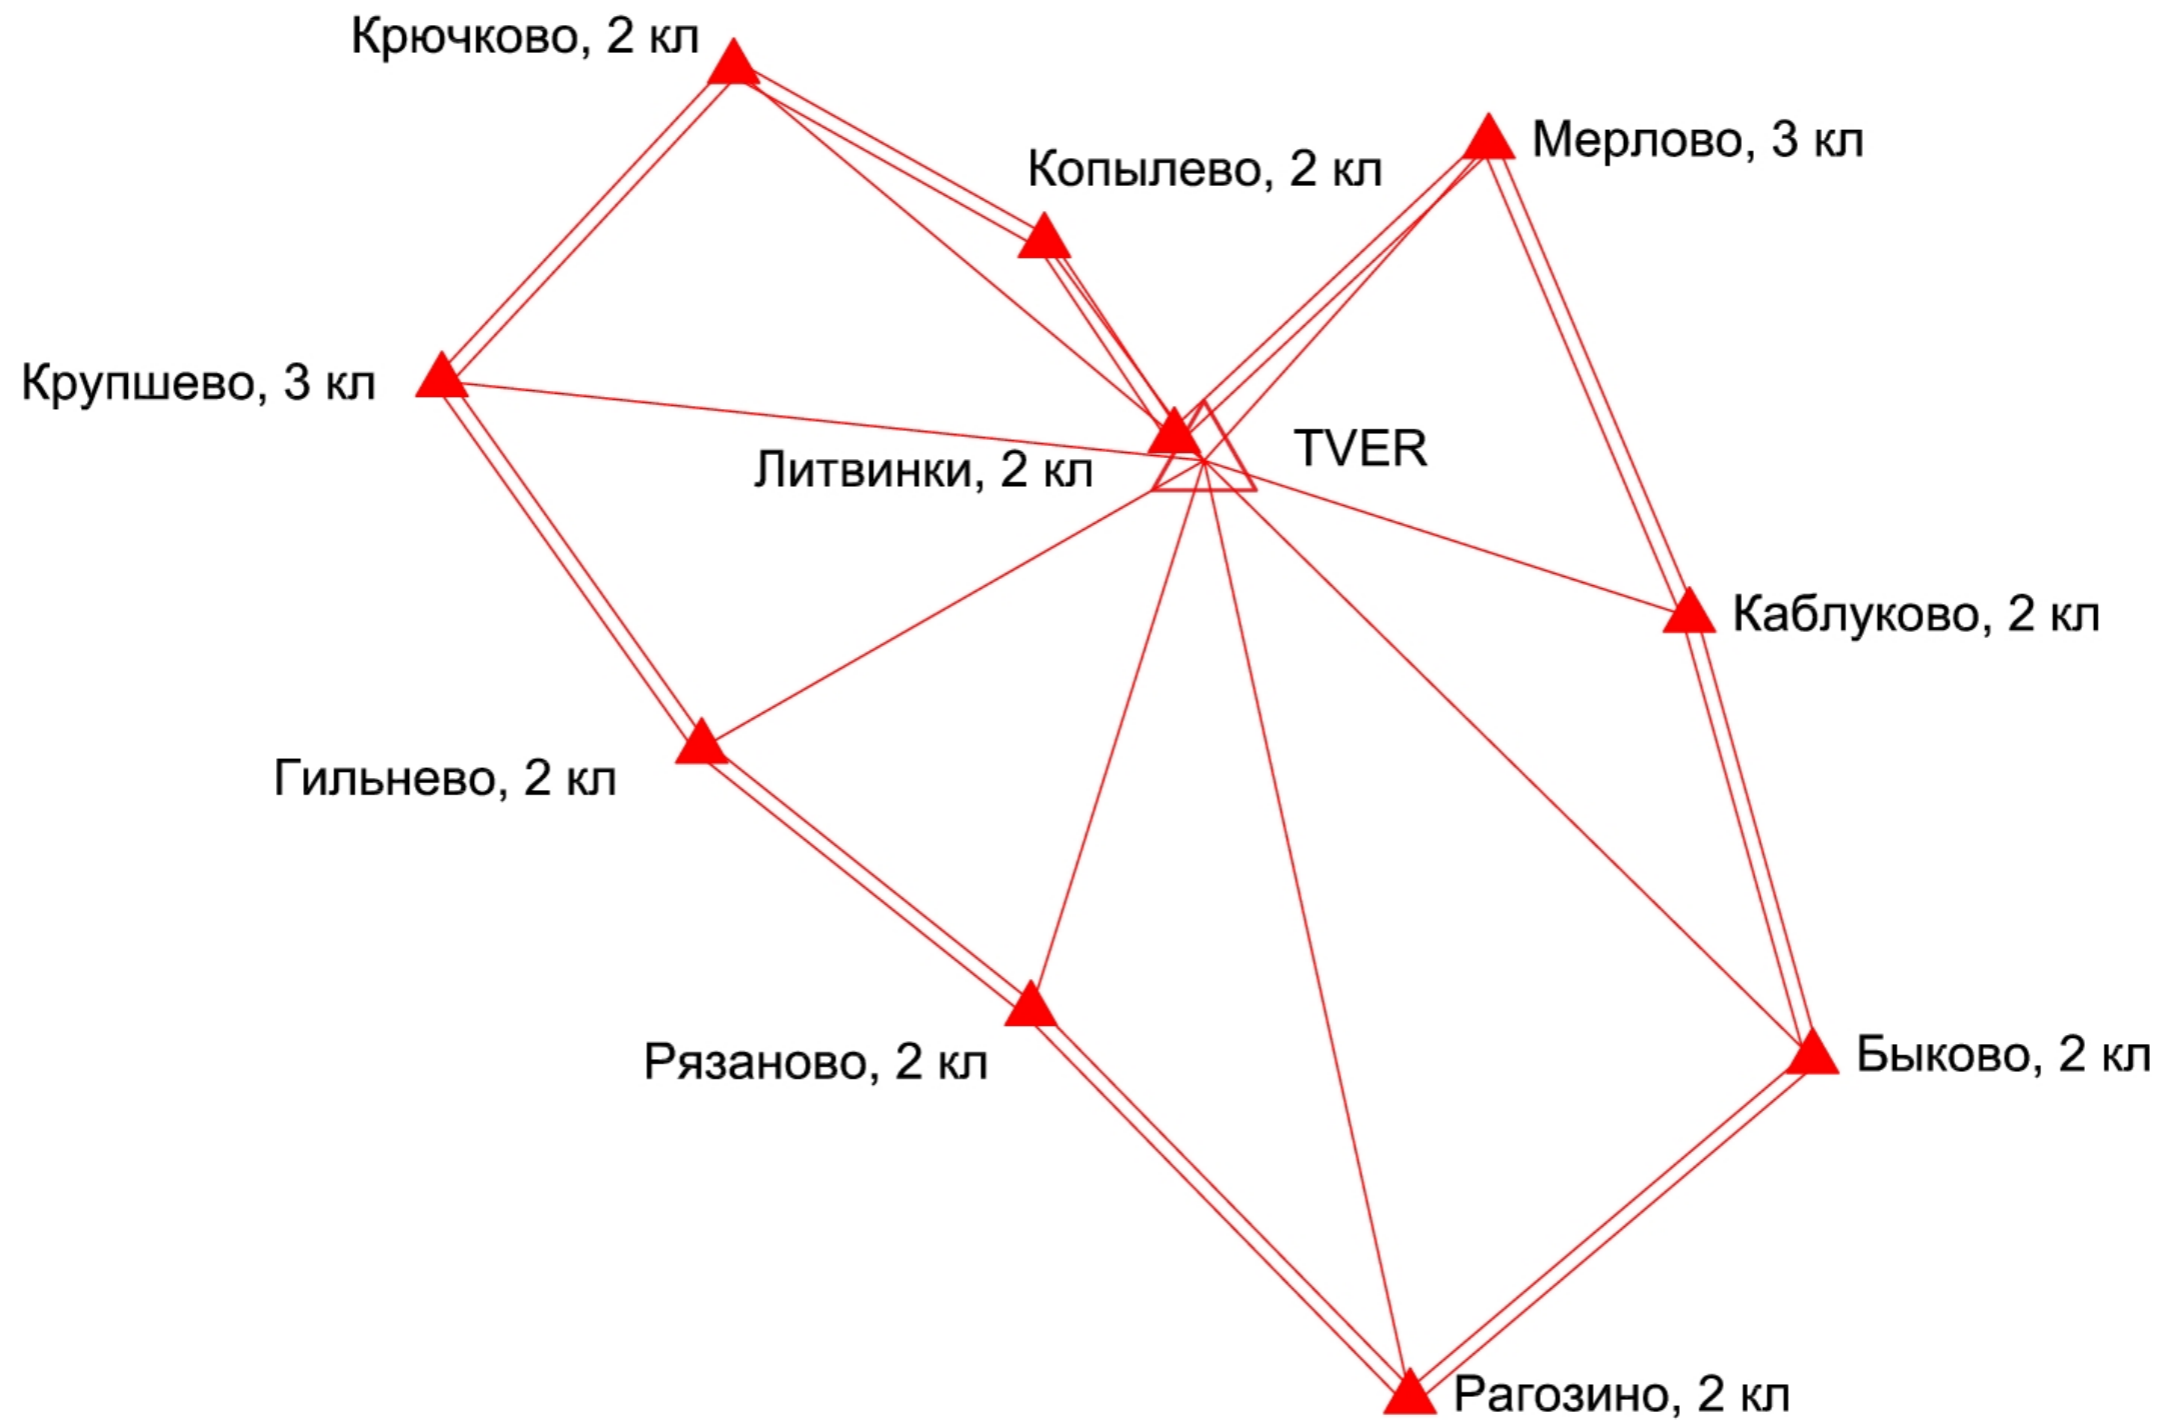 Крючково, 2 кл
Мерлово, 3 кл
Копылево, 2 кл
Крупшево, 3 кл
TVER
Литвинки, 2 кл
Каблуково, 2 кл
Гильнево, 2 кл
Быково, 2 кл
Рязаново, 2 кл
Рагозино, 2 кл